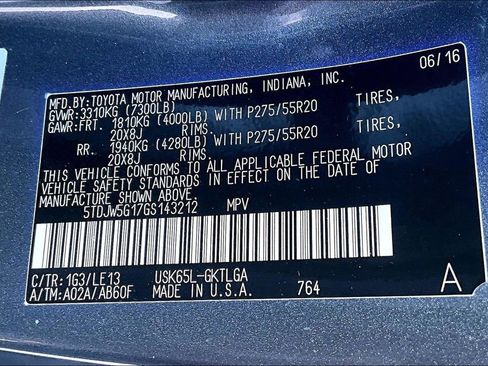 06/16
MFD.BY:TOYOTA MOTOR MANUFACTURING, INDIANA, INC.
GVWR:3310KG (7300LB)
GAWR:FRT. 1810KG (4000LB) WITH P275/55R20 TIRES,
20X8J RIMS.
RR. 1940KG (4280LB) WITH P275/55R20 TIRES,
20X8J RIMS.
THIS VEHICLE CONFORMS TO ALL APPLICABLE FEDERAL MOTOR
VEHICLE SAFETY STANDARDS IN EFFECT ON THE DATE OF
MANUFACTURE SHOWN ABOVE.
5TDJW5G17GS143212 MPV
C/TR:1G3/LE13 USK65L-GKTLGA
A/TM:A02A/AB60F MADE IN U.S.A. 764 A